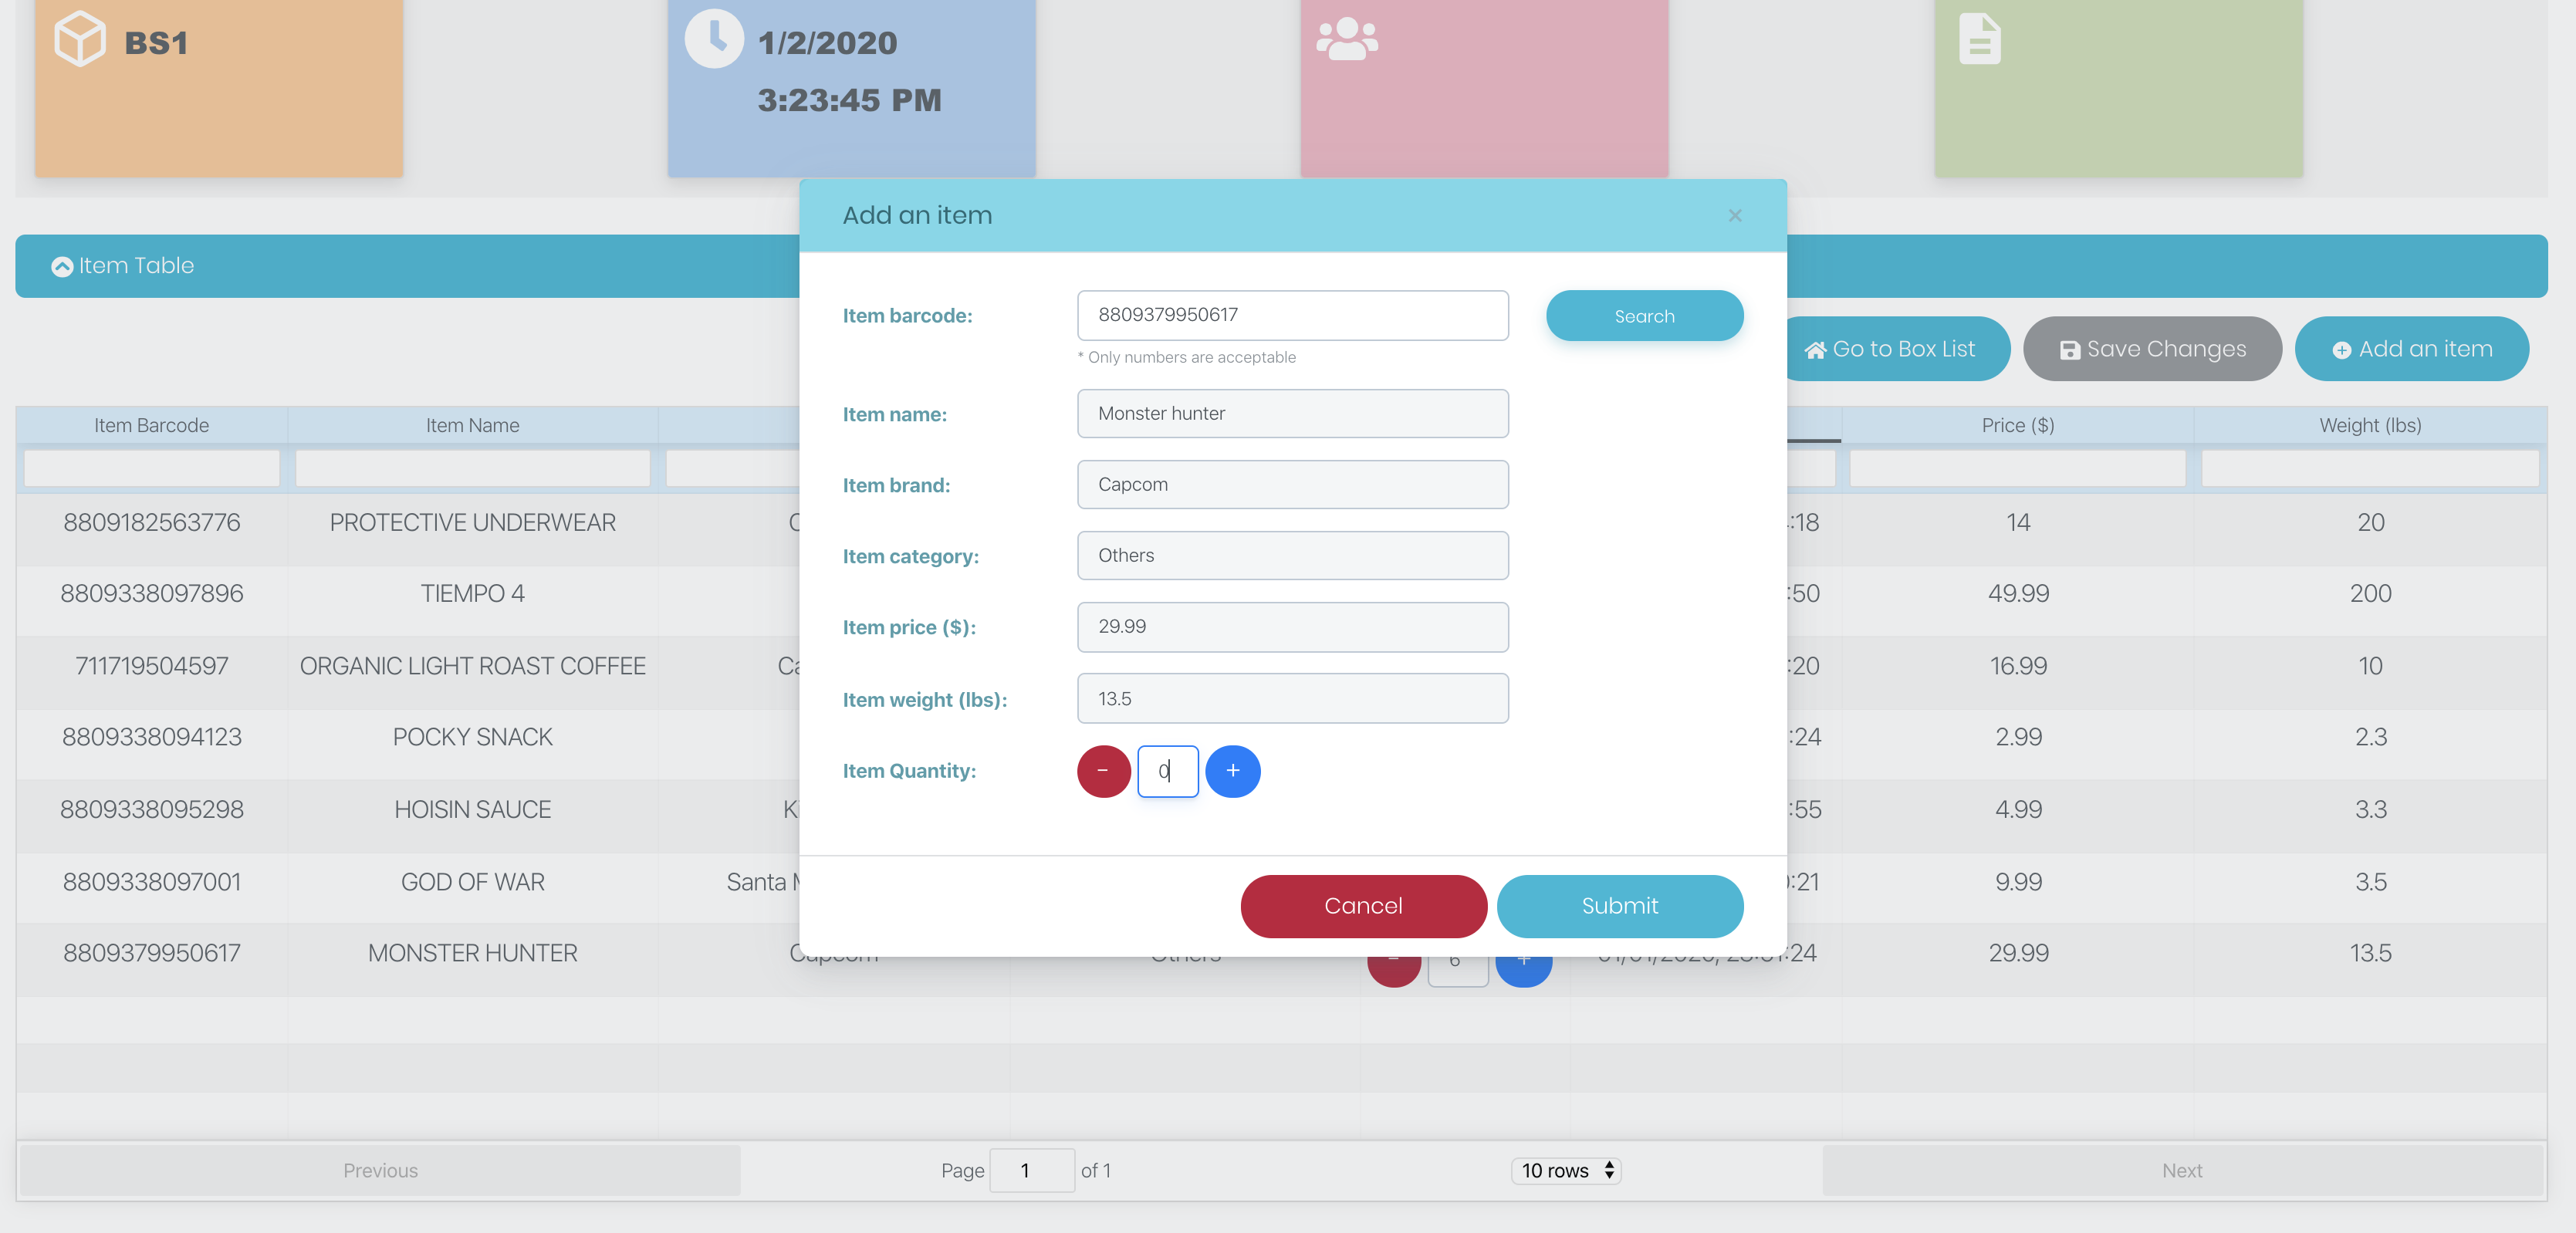 BS1
1/2/2020
3:23:45 PM
Item Table
Go to Box List
Save Changes
Add an item
Add an item
×
Item barcode:
8809379950617
Search
* Only numbers are acceptable
Item name:
Monster hunter
Item brand:
Capcom
Item category:
Others
Item price ($):
29.99
Item weight (lbs):
13.5
Item Quantity:
−
0
+
Cancel
Submit
Item Barcode Item Name Price ($) Weight (lbs)
8809182563776 PROTECTIVE UNDERWEAR :18 14 20
8809338097896 TIEMPO 4 :50 49.99 200
711719504597 ORGANIC LIGHT ROAST COFFEE :20 16.99 10
8809338094123 POCKY SNACK :24 2.99 2.3
8809338095298 HOISIN SAUCE :55 4.99 3.3
8809338097001 GOD OF WAR Santa :21 9.99 3.5
8809379950617 MONSTER HUNTER Capcom Others − 6 + :24 29.99 13.5
Previous Page 1 of 1 10 rows Next